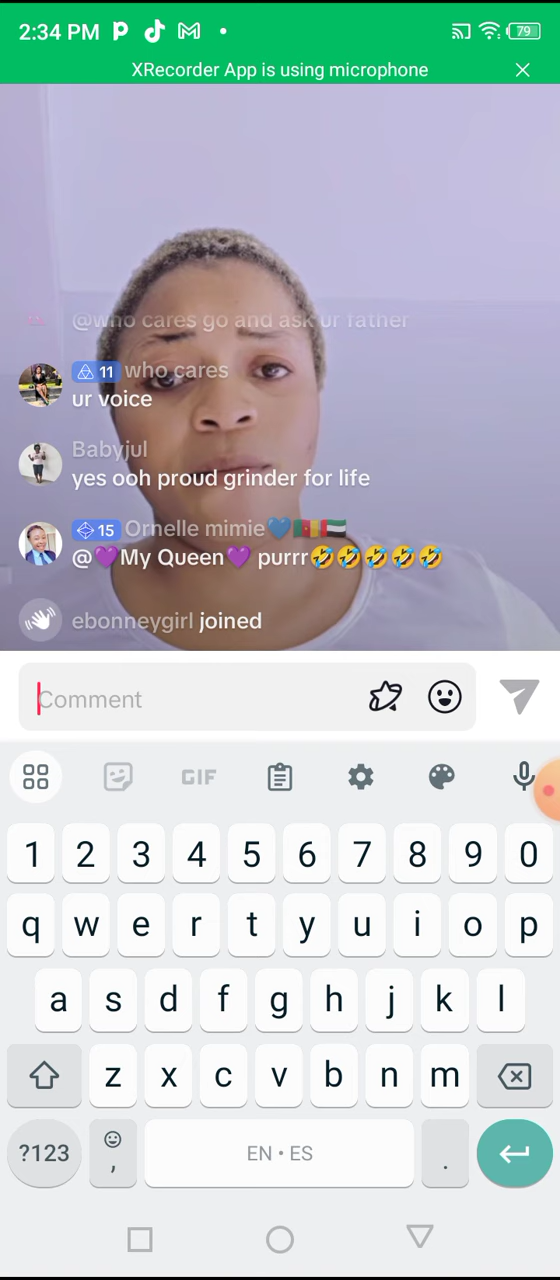 2:34 PM
79
XRecorder App is using microphone
@who cares go and ask ur father
11 who cares
ur voice
Babyjul
yes ooh proud grinder for life
15 Ornelle mimie💙🇨🇲🇦🇪
@💜My Queen💜 purrr🤣🤣🤣🤣🤣
ebonneygirl joined
Comment
GIF
1 2 3 4 5 6 7 8 9 0
q w e r t y u i o p
a s d f g h j k l
z x c v b n m
?123 , EN • ES .